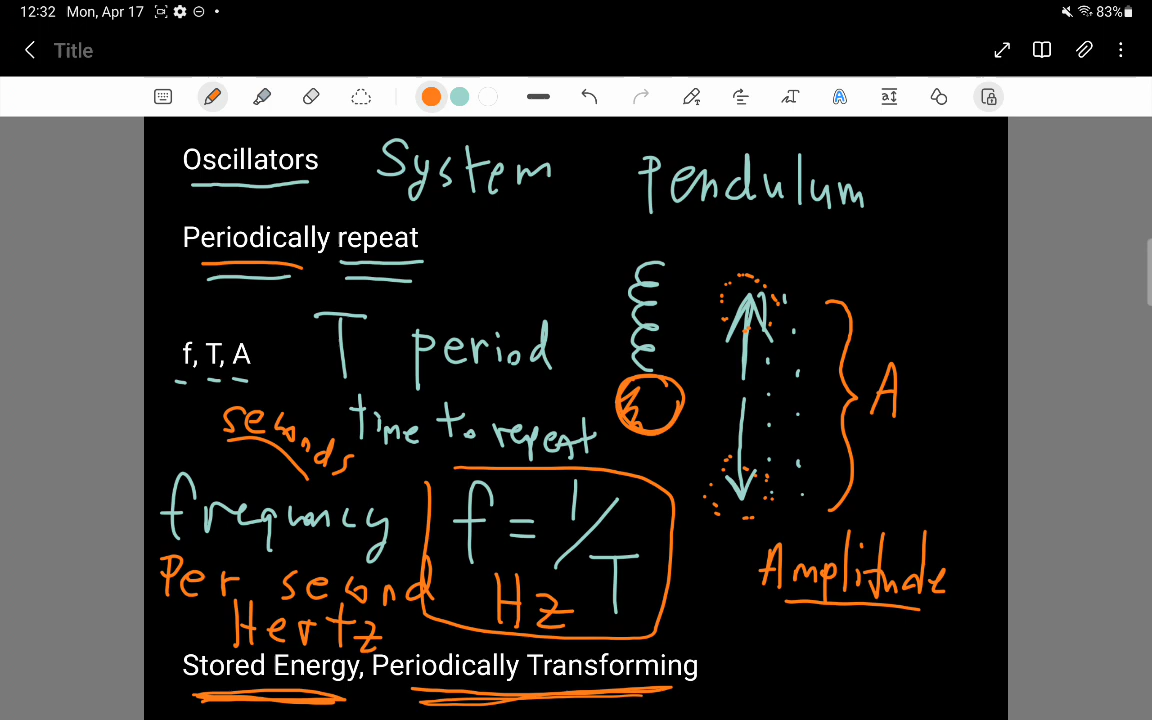 12:32 Mon, Apr 17 83%
Title
Oscillators System Pendulum
Periodically repeat
f, T, A T period
seconds time to repeat A
frequency f = 1/T
Per second Hz Amplitude
Hertz
Stored Energy, Periodically Transforming